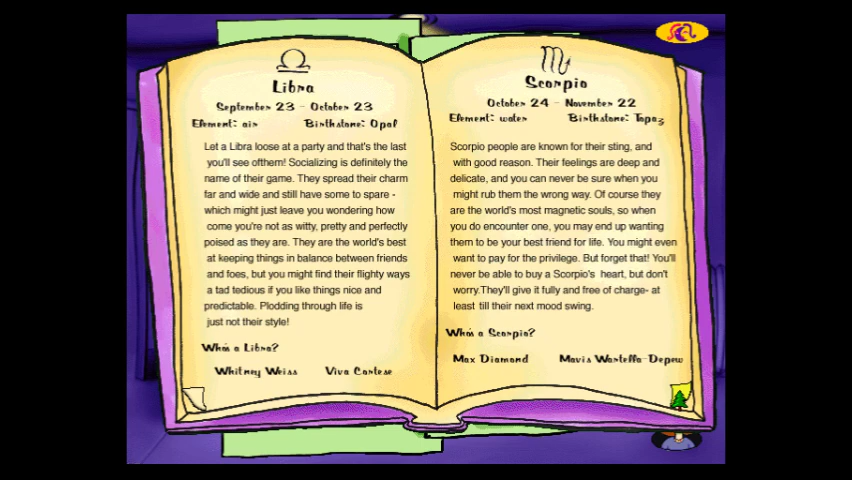 Libra
September 23 - October 23
Element: air Birthstone: Opal
Let a Libra loose at a party and that's the last
you'll see ofthem! Socializing is definitely the
name of their game. They spread their charm
far and wide and still have some to spare -
which might just leave you wondering how
come you're not as witty, pretty and perfectly
poised as they are. They are the world's best
at keeping things in balance between friends
and foes, but you might find their flighty ways
a tad tedious if you like things nice and
predictable. Plodding through life is
just not their style!
Who's a Libra?
Whitney Weiss Viva Cortese
Scorpio
October 24 - November 22
Element: water Birthstone: Topaz
Scorpio people are known for their sting, and
with good reason. Their feelings are deep and
delicate, and you can never be sure when you
might rub them the wrong way. Of course they
are the world's most magnetic souls, so when
you do encounter one, you may end up wanting
them to be your best friend for life. You might even
want to pay for the privilege. But forget that! You'll
never be able to buy a Scorpio's heart, but don't
worry.They'll give it fully and free of charge- at
least till their next mood swing.
Who's a Scorpio?
Max Diamond Mavis Wartella-Depew